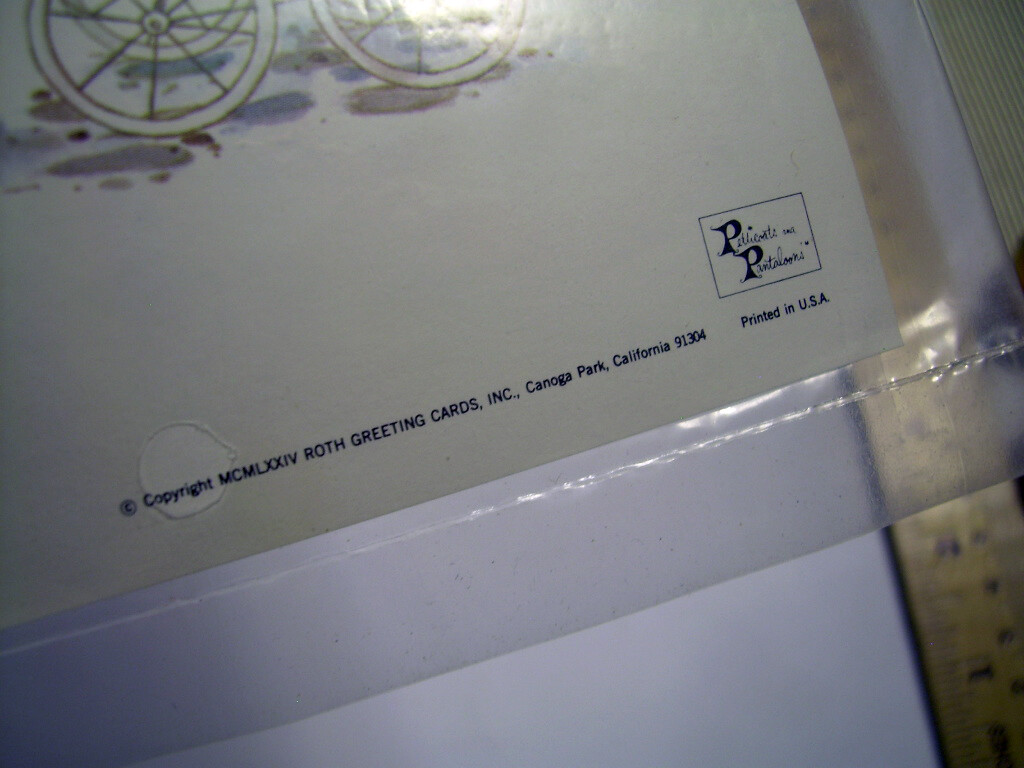 Petticoats and
Pantaloons™
Printed in U.S.A.
© Copyright MCMLXXIV ROTH GREETING CARDS, INC., Canoga Park, California 91304